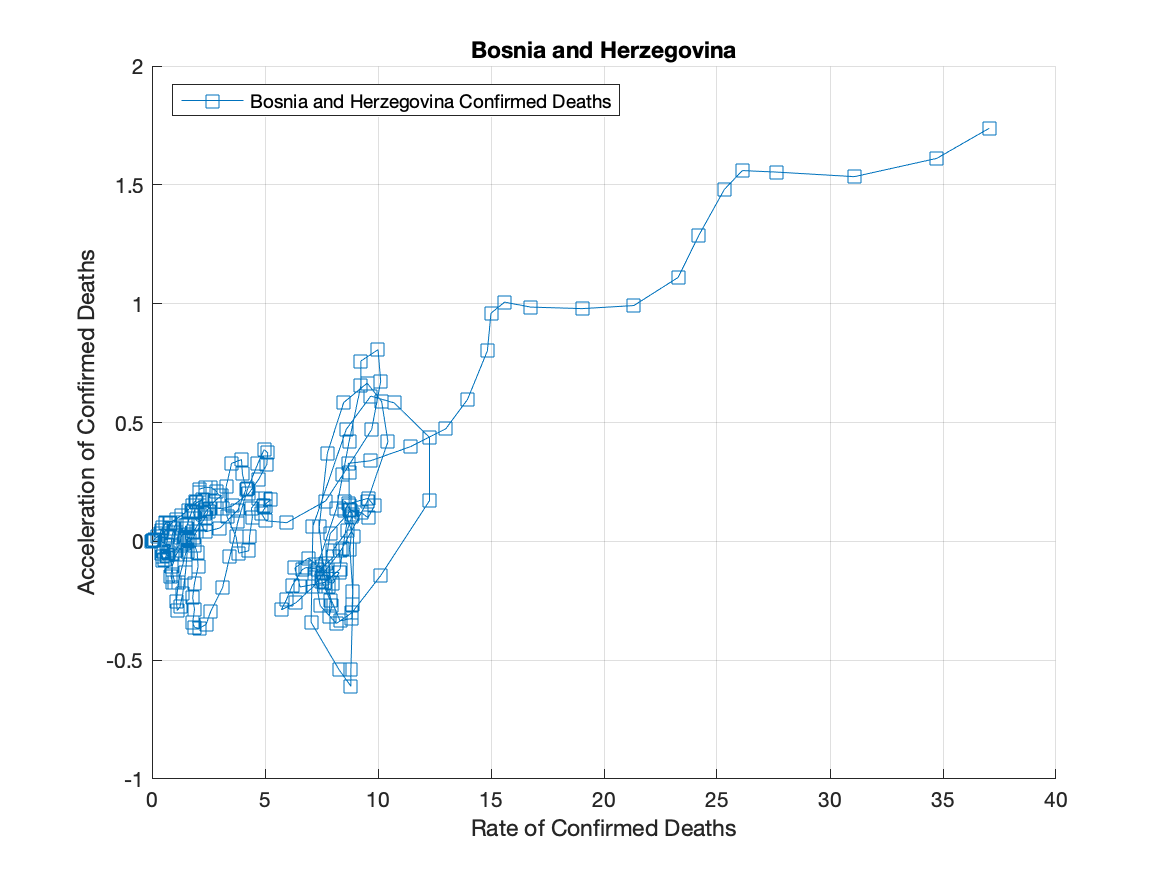 Bosnia and Herzegovina
Bosnia and Herzegovina Confirmed Deaths
2
1.5
1
0.5
0
-0.5
-1
Acceleration of Confirmed Deaths
0 5 10 15 20 25 30 35 40
Rate of Confirmed Deaths